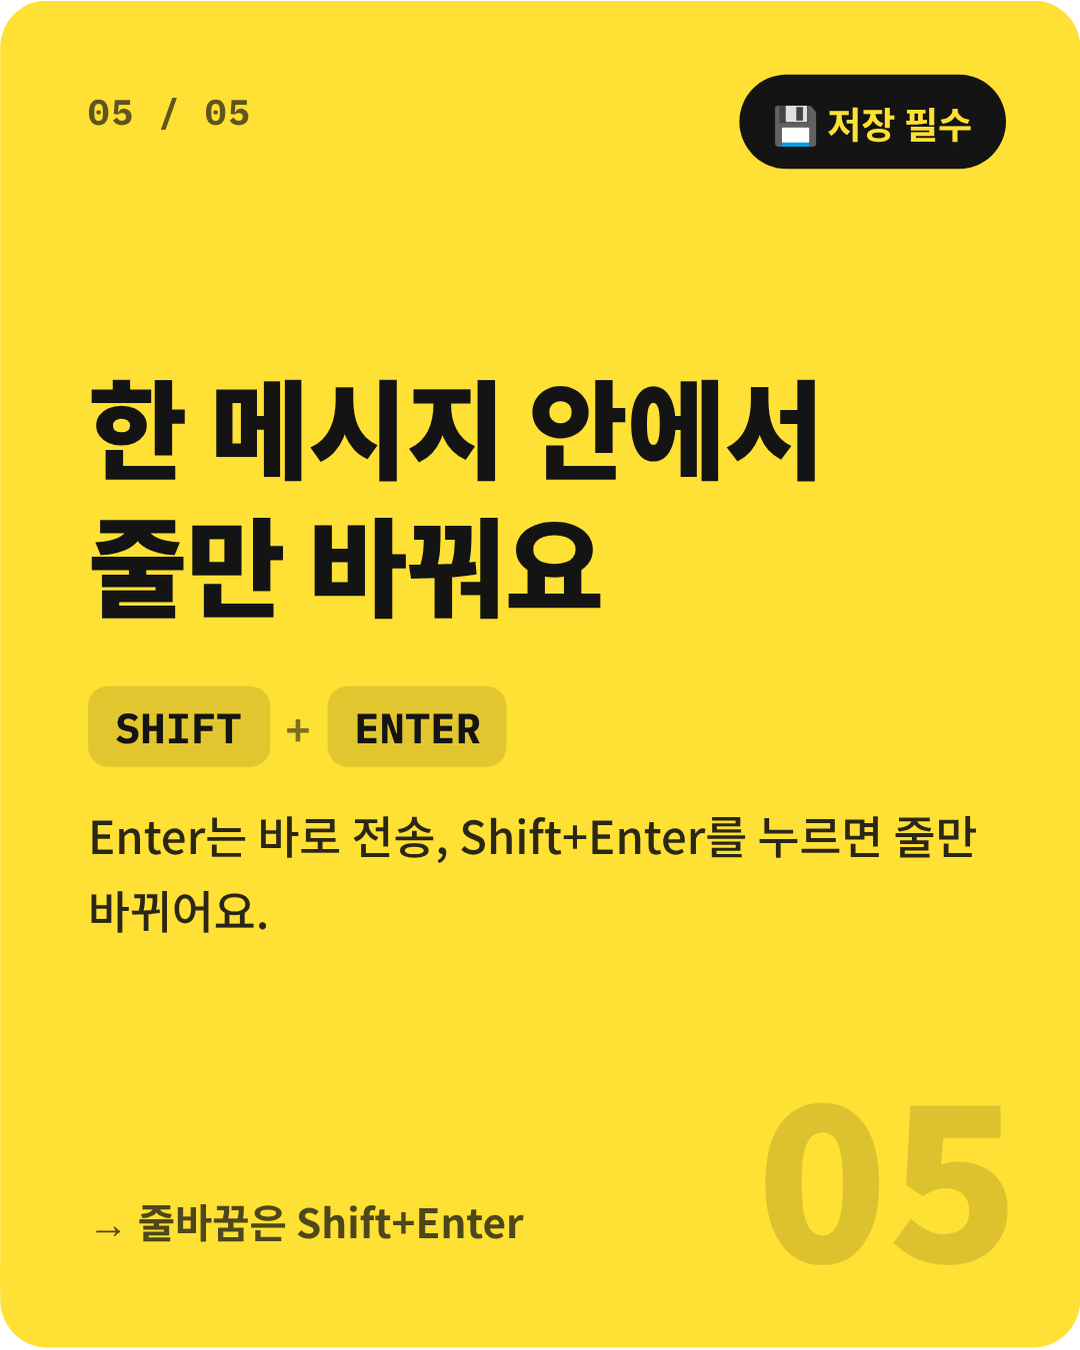 05 / 05
💾 저장 필수
한 메시지 안에서
줄만 바꿔요
SHIFT + ENTER
Enter는 바로 전송, Shift+Enter를 누르면 줄만
바뀌어요.
→ 줄바꿈은 Shift+Enter
05